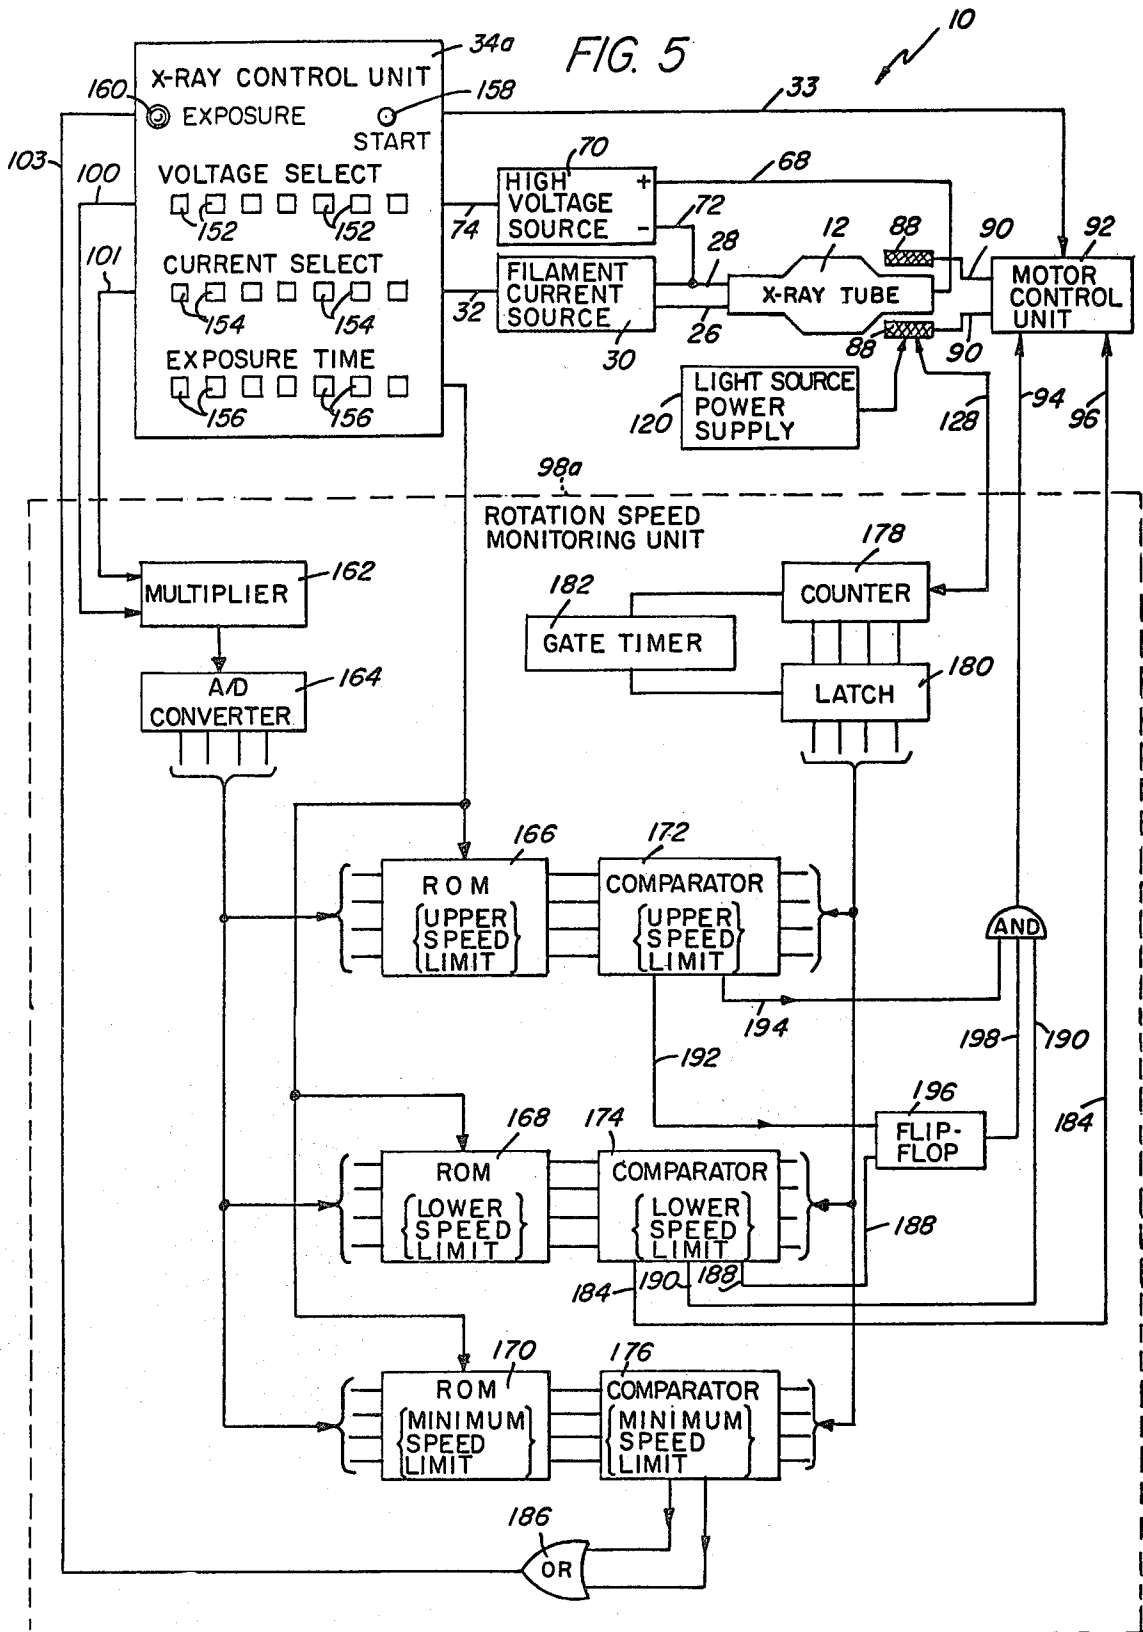 FIG. 5
10
34a
X-RAY CONTROL UNIT
160
EXPOSURE
158
START
33
103
100
VOLTAGE SELECT
152
152
74
70
HIGH
VOLTAGE
SOURCE
+
-
68
72
101
CURRENT SELECT
154
154
32
FILAMENT
CURRENT
SOURCE
30
28
26
12
X-RAY TUBE
88
88
90
90
92
MOTOR
CONTROL
UNIT
EXPOSURE TIME
156
156
120
LIGHT SOURCE
POWER
SUPPLY
128
94
96
98a
ROTATION SPEED
MONITORING UNIT
162
MULTIPLIER
164
A/D
CONVERTER
178
COUNTER
182
GATE TIMER
180
LATCH
166
ROM
UPPER
SPEED
LIMIT
172
COMPARATOR
UPPER
SPEED
LIMIT
AND
194
192
198
190
184
196
FLIP-
FLOP
168
ROM
LOWER
SPEED
LIMIT
174
COMPARATOR
LOWER
SPEED
LIMIT
188
184
190
188
170
ROM
MINIMUM
SPEED
LIMIT
176
COMPARATOR
MINIMUM
SPEED
LIMIT
186
OR